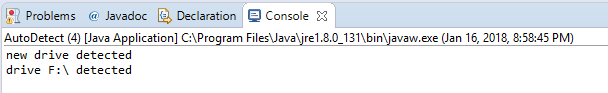 Problems @ Javadoc Declaration Console
AutoDetect (4) [Java Application] C:\Program Files\Java\jre1.8.0_131\bin\javaw.exe (Jan 16, 2018, 8:58:45 PM)
new drive detected
drive F:\ detected